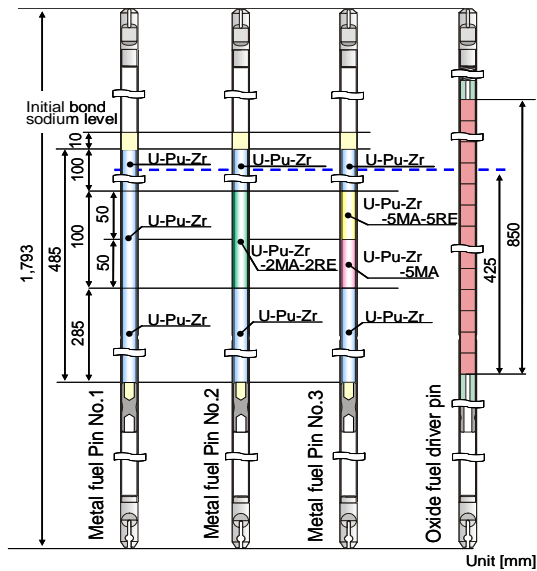 Initial bond
sodium level
10
100
100
50
50
285
485
1,793
U-Pu-Zr
U-Pu-Zr
U-Pu-Zr
U-Pu-Zr
U-Pu-Zr
-2MA-2RE
U-Pu-Zr
U-Pu-Zr
U-Pu-Zr
-5MA-5RE
U-Pu-Zr
-5MA
U-Pu-Zr
425
850
Metal fuel Pin No.1
Metal fuel Pin No.2
Metal fuel Pin No.3
Oxide fuel driver pin
Unit [mm]